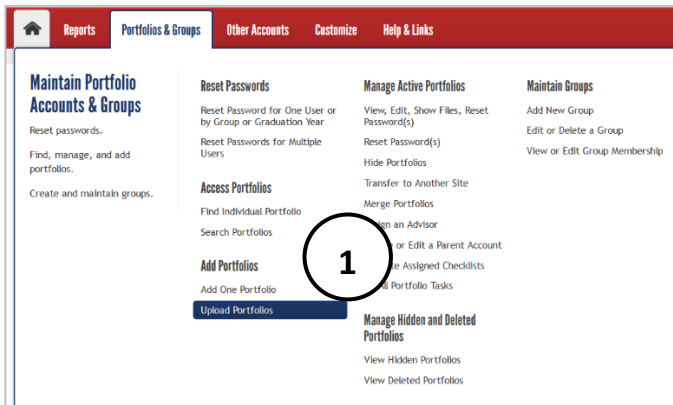 Reports Portfolios & Groups Other Accounts Customize Help & Links
Maintain Portfolio
Accounts & Groups
Reset passwords.
Find, manage, and add
portfolios.
Create and maintain groups.
Reset Passwords
Reset Password for One User or
by Group or Graduation Year
Reset Passwords for Multiple
Users
Access Portfolios
Find Individual Portfolio
Search Portfolios
Add Portfolios
Add One Portfolio
Upload Portfolios
1
Manage Active Portfolios
View, Edit, Show Files, Reset
Password(s)
Reset Password(s)
Hide Portfolios
Transfer to Another Site
Merge Portfolios
an Advisor
or Edit a Parent Account
Assigned Checklists
Portfolio Tasks
Manage Hidden and Deleted
Portfolios
View Hidden Portfolios
View Deleted Portfolios
Maintain Groups
Add New Group
Edit or Delete a Group
View or Edit Group Membership